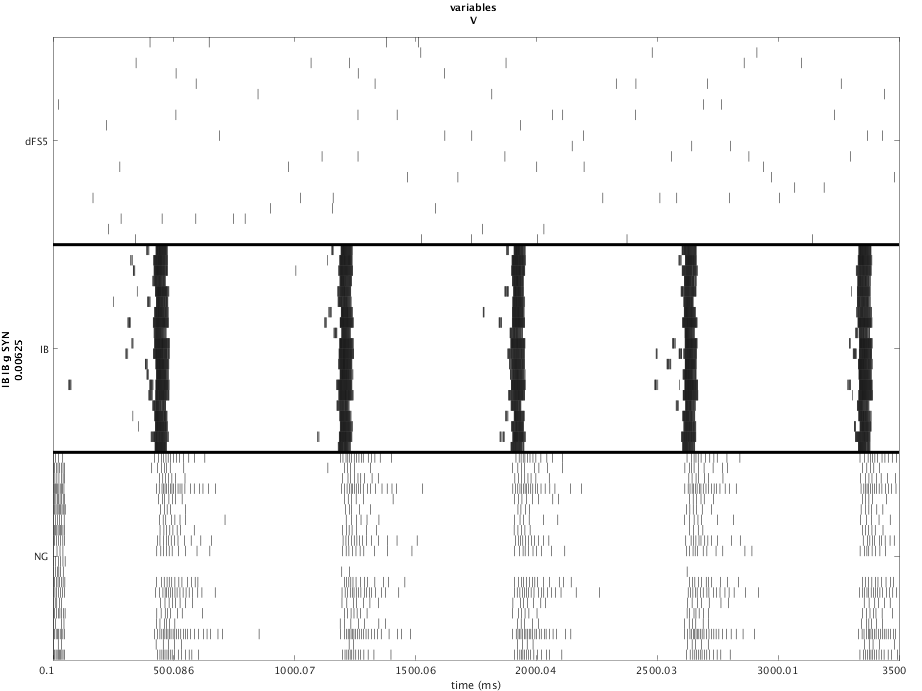 variables
V
dFS5
IB IB g SYN
0.00625
IB
NG
0.1 500.086 1000.07 1500.06 2000.04 2500.03 3000.01 3500
time (ms)